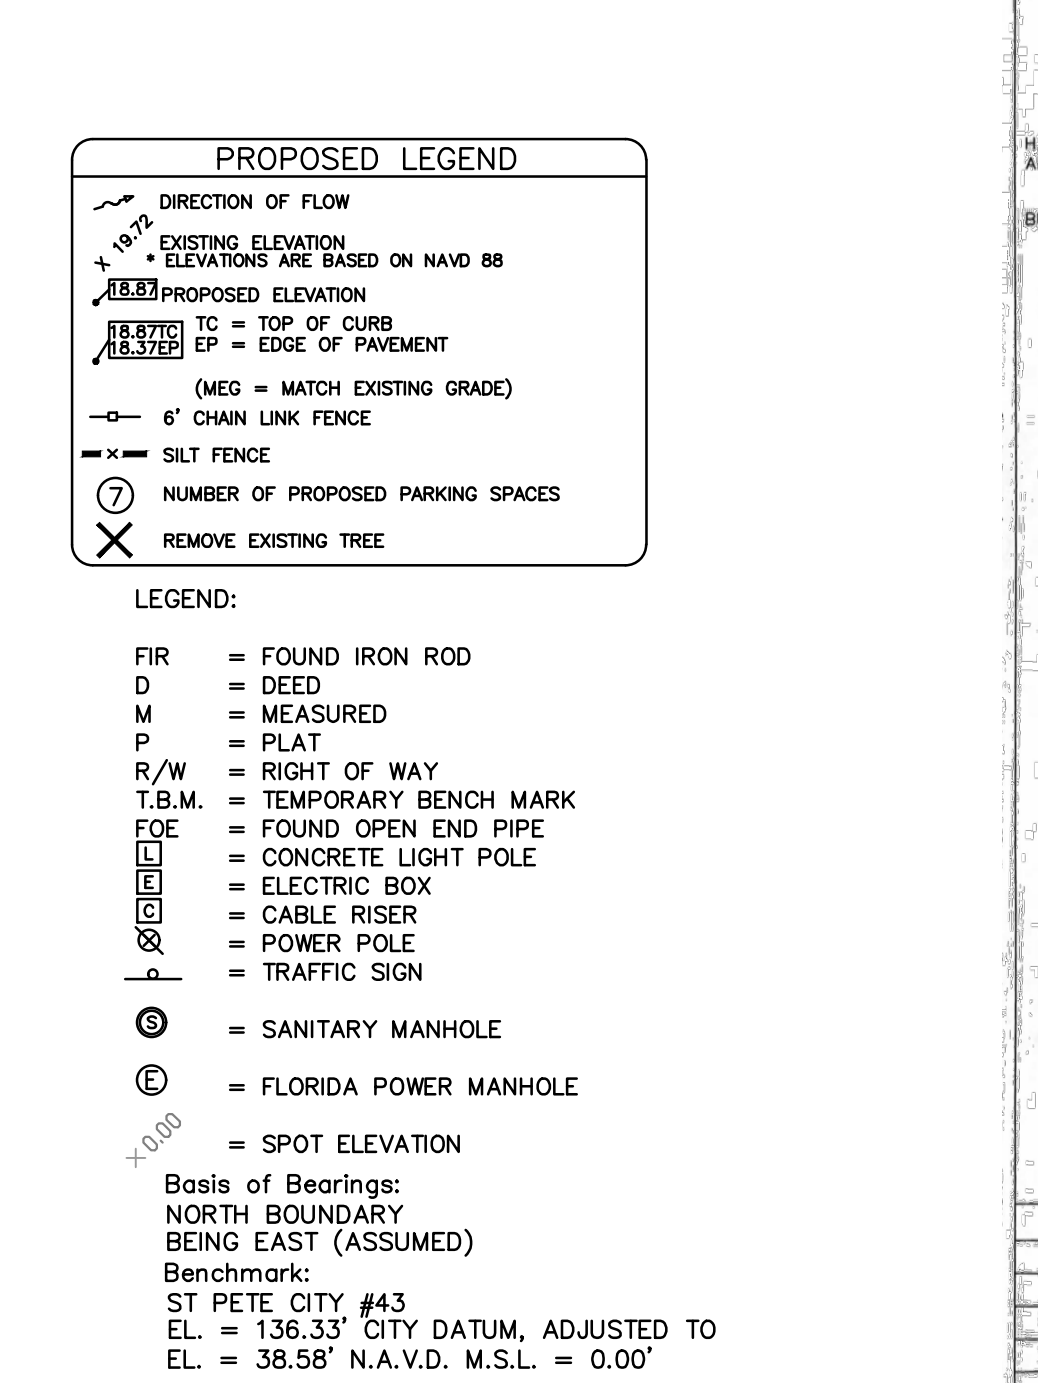 PROPOSED LEGEND
DIRECTION OF FLOW
X 19.72 EXISTING ELEVATION
* ELEVATIONS ARE BASED ON NAVD 88
18.87 PROPOSED ELEVATION
18.87TC TC = TOP OF CURB
18.37EP EP = EDGE OF PAVEMENT
(MEG = MATCH EXISTING GRADE)
6' CHAIN LINK FENCE
X SILT FENCE
7 NUMBER OF PROPOSED PARKING SPACES
REMOVE EXISTING TREE
LEGEND:
FIR = FOUND IRON ROD
D = DEED
M = MEASURED
P = PLAT
R/W = RIGHT OF WAY
T.B.M. = TEMPORARY BENCH MARK
FOE = FOUND OPEN END PIPE
L = CONCRETE LIGHT POLE
E = ELECTRIC BOX
C = CABLE RISER
= POWER POLE
= TRAFFIC SIGN
S = SANITARY MANHOLE
E = FLORIDA POWER MANHOLE
X 0.00 = SPOT ELEVATION
Basis of Bearings:
NORTH BOUNDARY
BEING EAST (ASSUMED)
Benchmark:
ST PETE CITY #43
EL. = 136.33' CITY DATUM, ADJUSTED TO
EL. = 38.58' N.A.V.D. M.S.L. = 0.00'